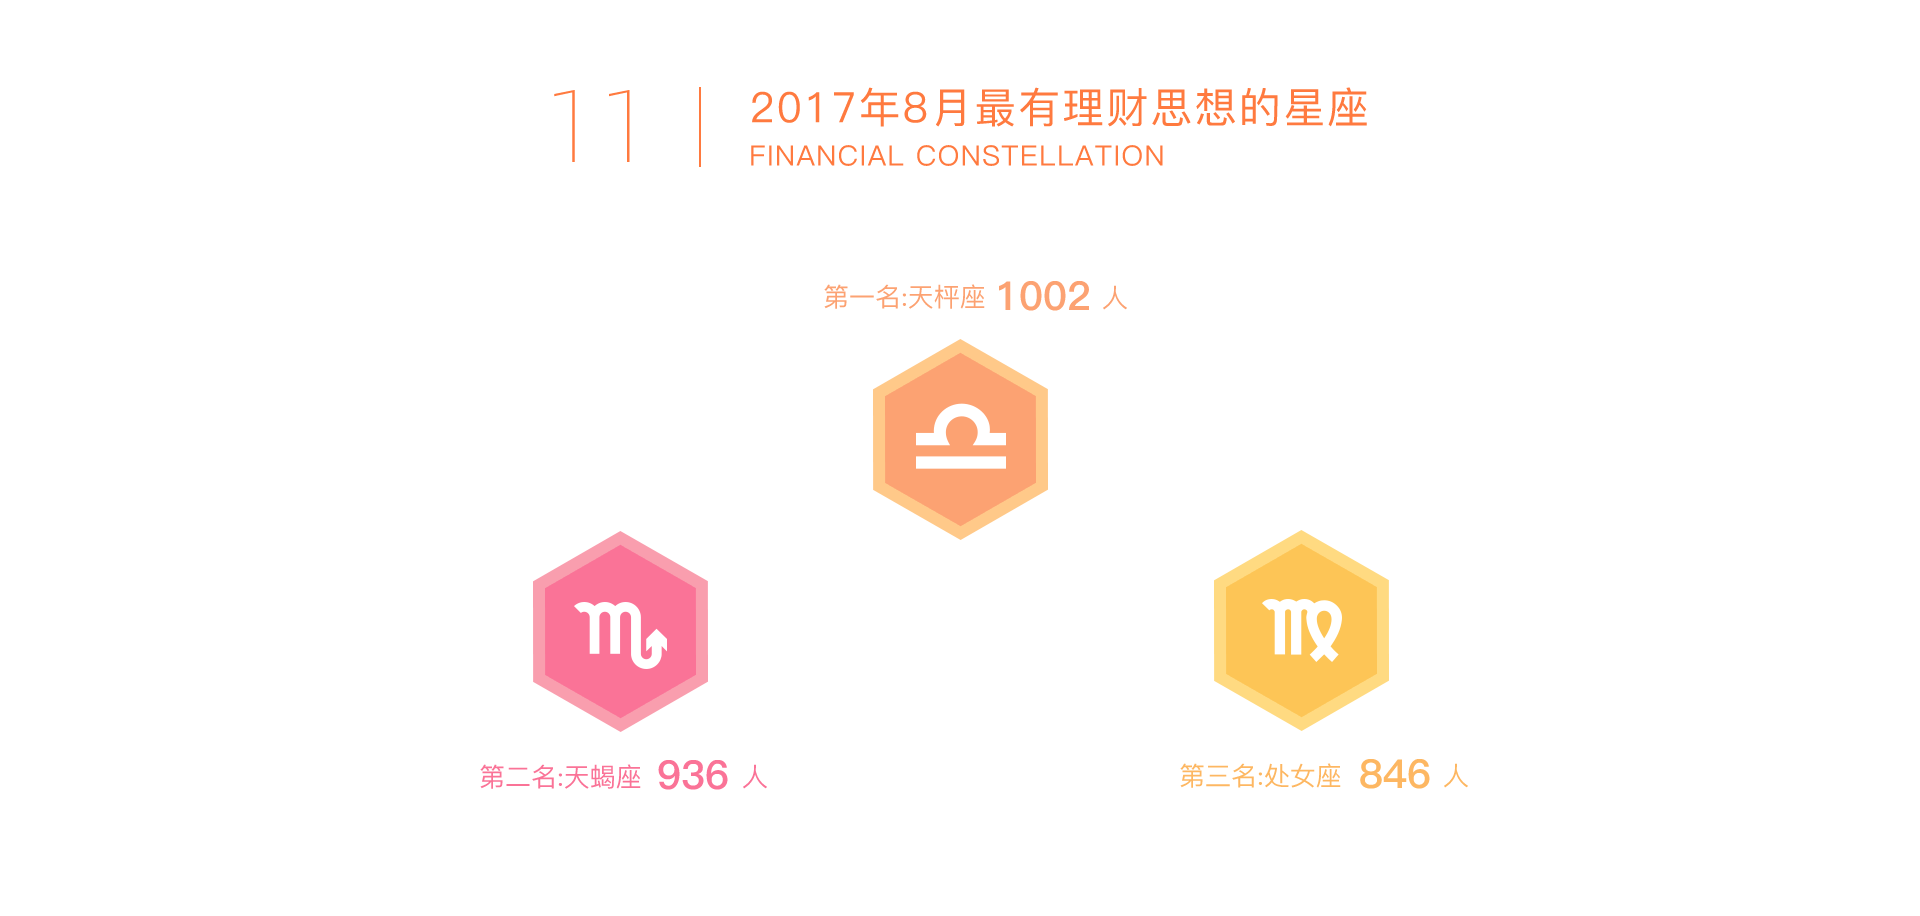 11
2017年8月最有理财思想的星座
FINANCIAL CONSTELLATION
第一名:天秤座 1002 人
第二名:天蝎座 936 人
第三名:处女座 846 人